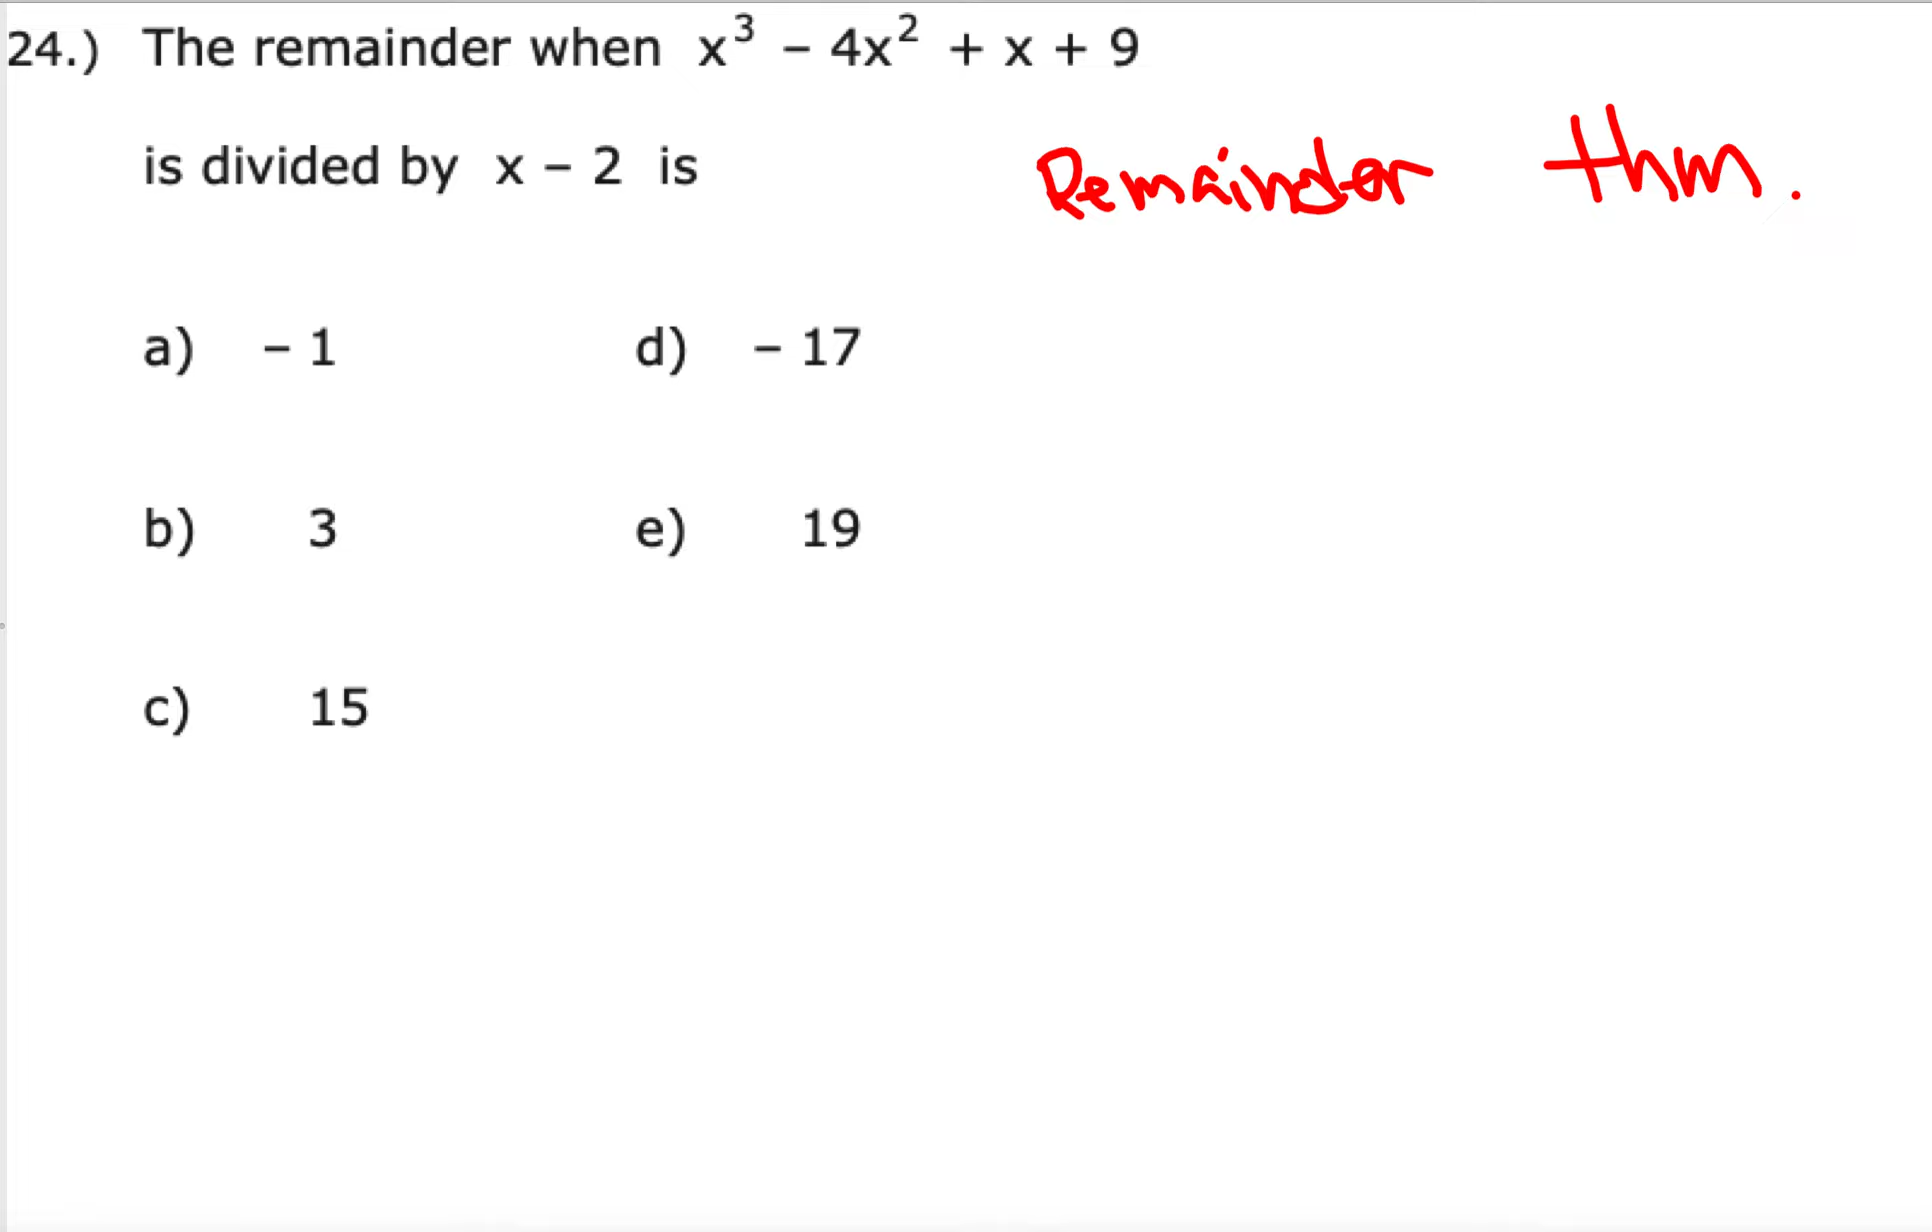 24.) The remainder when x³ – 4x² + x + 9
is divided by x – 2 is
Remainder thm.
a) – 1 d) – 17
b) 3 e) 19
c) 15